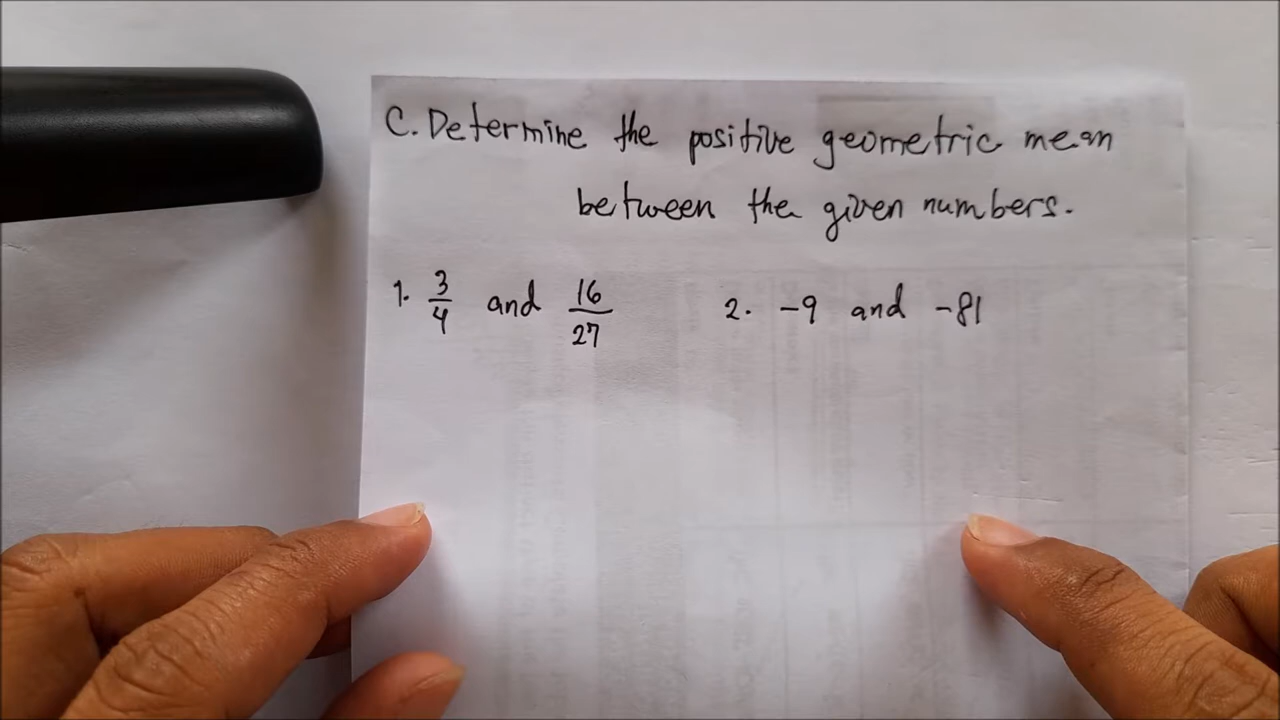 C. Determine the positive geometric mean
between the given numbers.
1. 3/4 and 16/27 2. -9 and -81